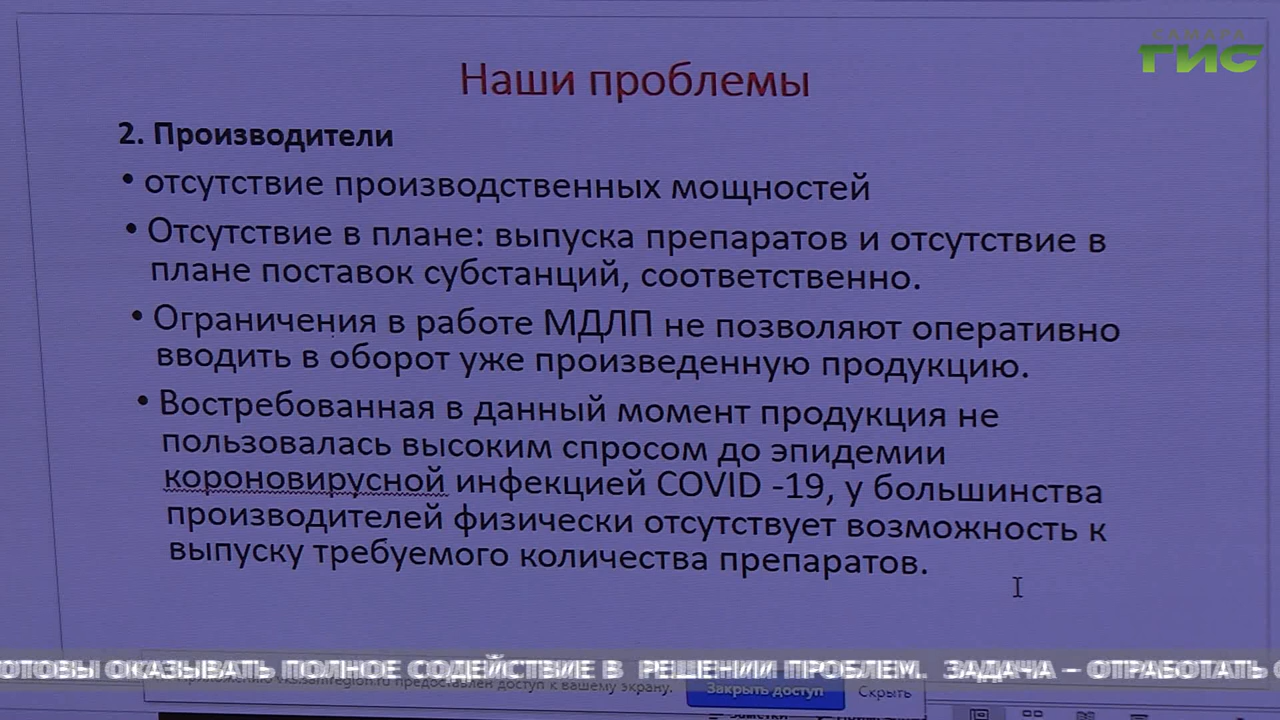 САМАРА
ГИС
Наши проблемы
2. Производители
• отсутствие производственных мощностей
• Отсутствие в плане: выпуска препаратов и отсутствие в
плане поставок субстанций, соответственно.
• Ограничения в работе МДЛП не позволяют оперативно
вводить в оборот уже произведенную продукцию.
• Востребованная в данный момент продукция не
пользовалась высоким спросом до эпидемии
короновирусной инфекцией COVID -19, у большинства
производителей физически отсутствует возможность к
выпуску требуемого количества препаратов.
ОТОВЫ ОКАЗЫВАТЬ ПОЛНОЕ СОДЕЙСТВИЕ В РЕШЕНИИ ПРОБЛЕМ. ЗАДАЧА – ОТРАБОТАТЬ
предоставлен доступ к вашему экрану. Закрыть доступ Скрыть